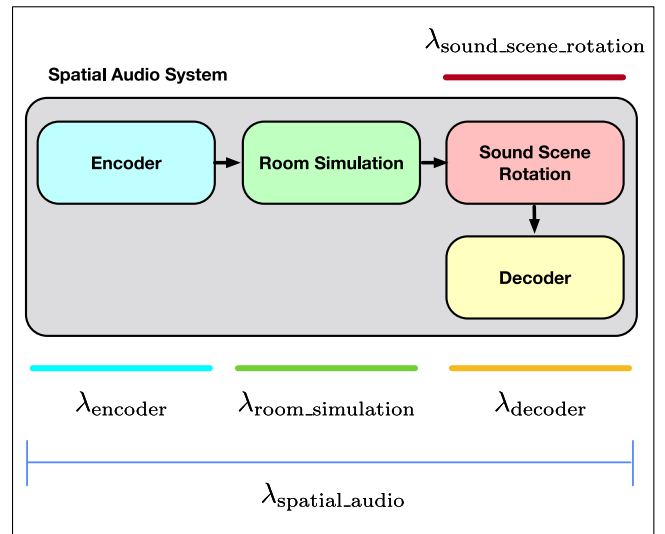 λsound_scene_rotation
Spatial Audio System
Encoder
Room Simulation
Sound Scene
Rotation
Decoder
λencoder
λroom_simulation
λdecoder
λspatial_audio